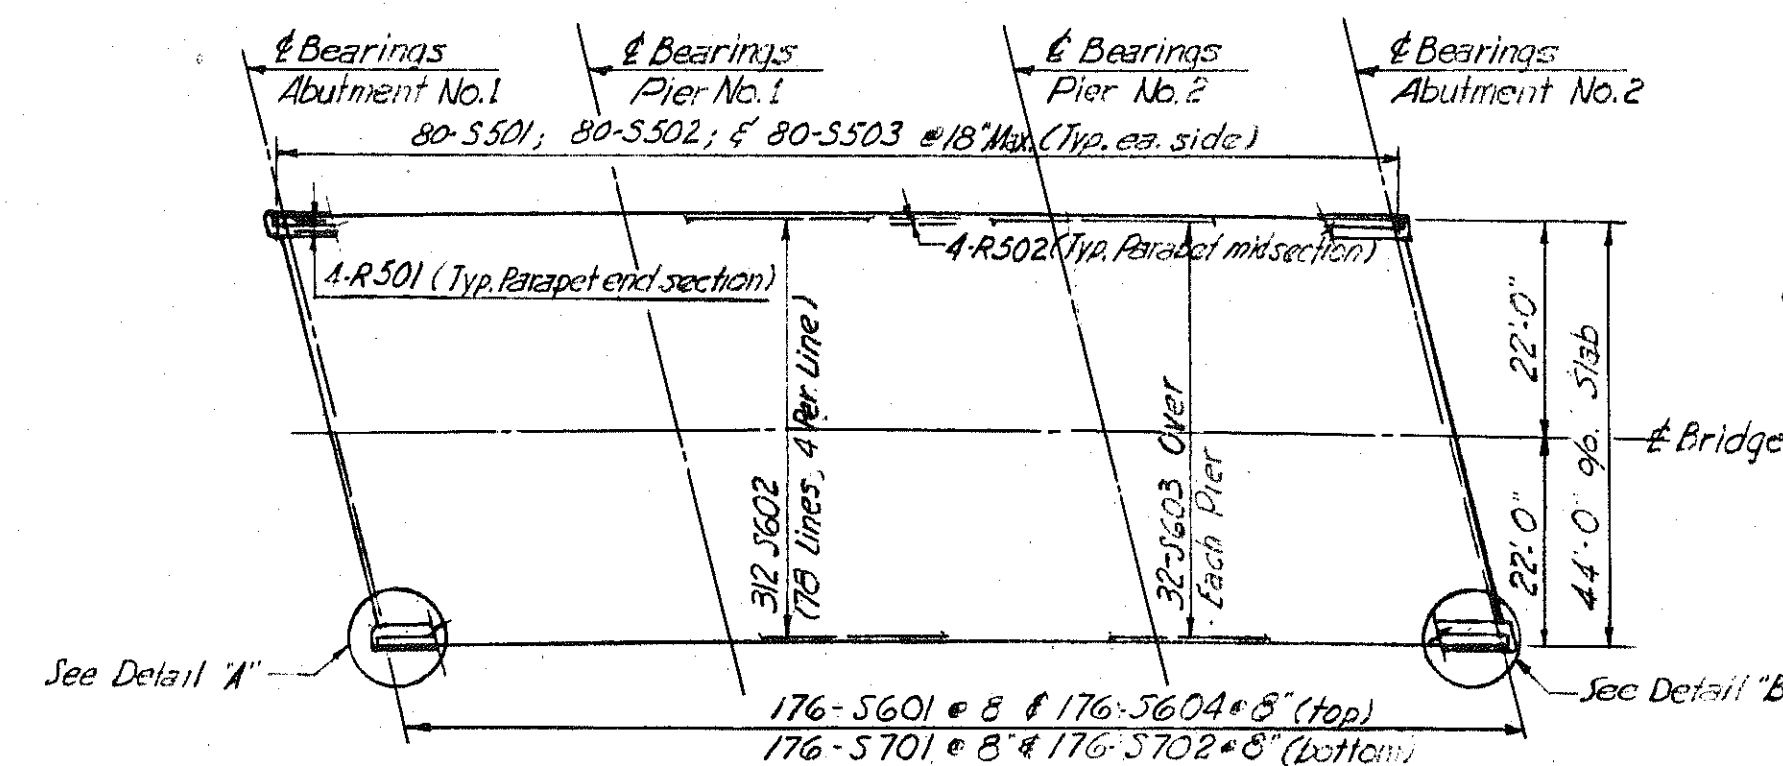 ℄ Bearings
Abutment No.1
℄ Bearings
Pier No.1
℄ Bearings
Pier No.2
℄ Bearings
Abutment No.2
80-S501; 80-S502; & 80-S503 @ 18" Max. (Typ. ea. side)
4-R502 (Typ. Parapet midsection)
4-R501 (Typ. Parapet end section)
312 S602
(78 Lines, 4 Per Line)
32-S603 Over
Each Pier
22'-0"
22'-0"
44'-0" o/o. Slab
℄ Bridge
See Detail "A"
See Detail "B
176-S601 @ 8 & 176-S604 @ 8" (top)
176-S701 @ 8" & 176-S702 @ 8" (bottom)